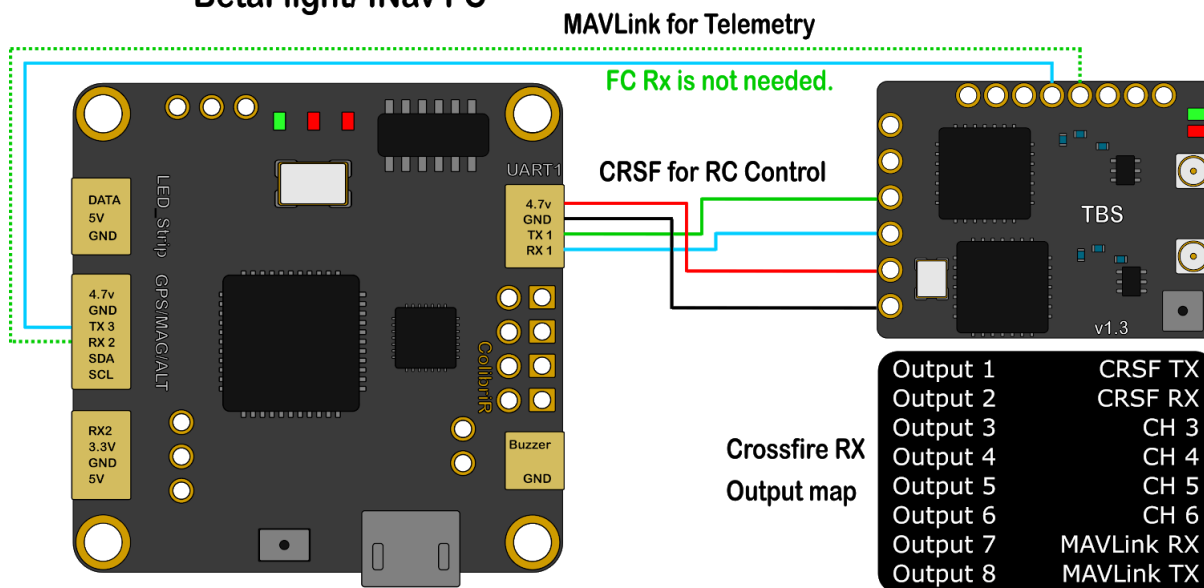 MAVLink for Telemetry
FC Rx is not needed.
CRSF for RC Control
UART1
4.7v
GND
TX 1
RX 1
DATA
5V
GND
LED_Strip
4.7v
GND
TX 3
RX 2
SDA
SCL
GPS/MAG/ALT
RX2
3.3V
GND
5V
ColibriR
Buzzer
GND
TBS
v1.3
Crossfire RX
Output map
Output 1 CRSF TX
Output 2 CRSF RX
Output 3 CH 3
Output 4 CH 4
Output 5 CH 5
Output 6 CH 6
Output 7 MAVLink RX
Output 8 MAVLink TX